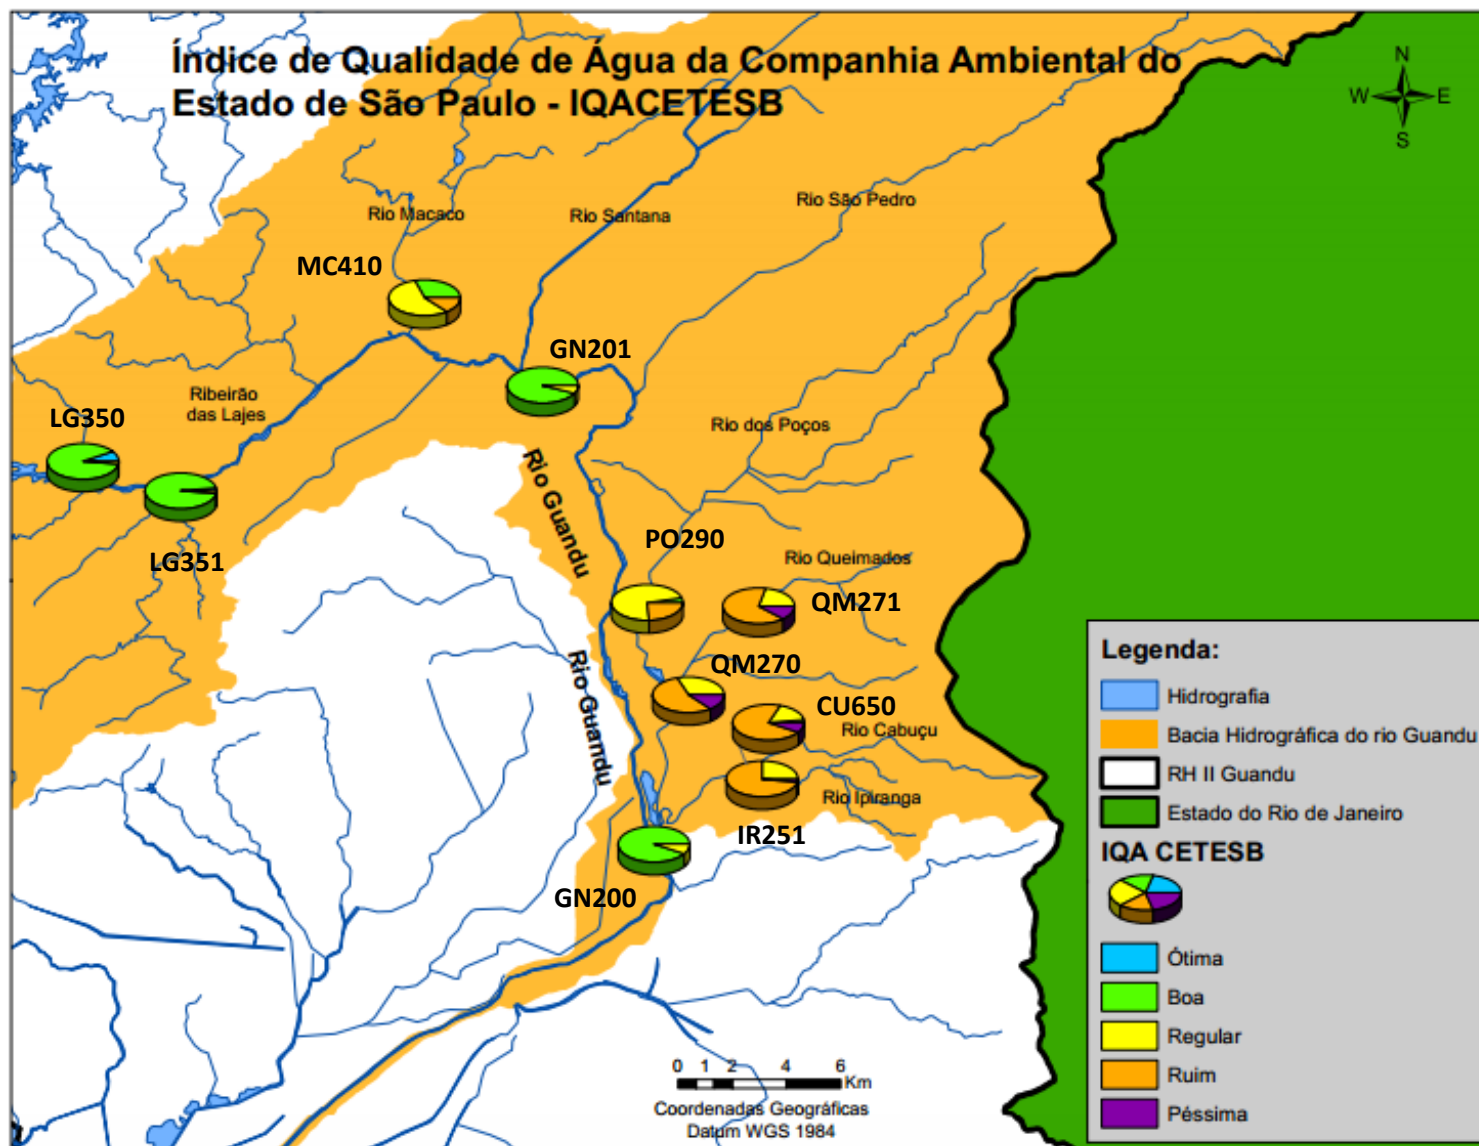 Índice de Qualidade de Água da Companhia Ambiental do
Estado de São Paulo - IQACETESB
N
W
E
S
Rio Macaco
Rio Santana
Rio São Pedro
MC410
GN201
Ribeirão
das Lajes
LG350
LG351
Rio dos Poços
Rio Guandu
PO290
Rio Queimados
QM271
Rio Guandu
QM270
CU650
Rio Cabuçu
Rio Ipiranga
IR251
GN200
0 1 2 4 6
Km
Coordenadas Geográficas
Datum WGS 1984
Legenda:
Hidrografia
Bacia Hidrográfica do rio Guandu
RH II Guandu
Estado do Rio de Janeiro
IQA CETESB
Ótima
Boa
Regular
Ruim
Péssima